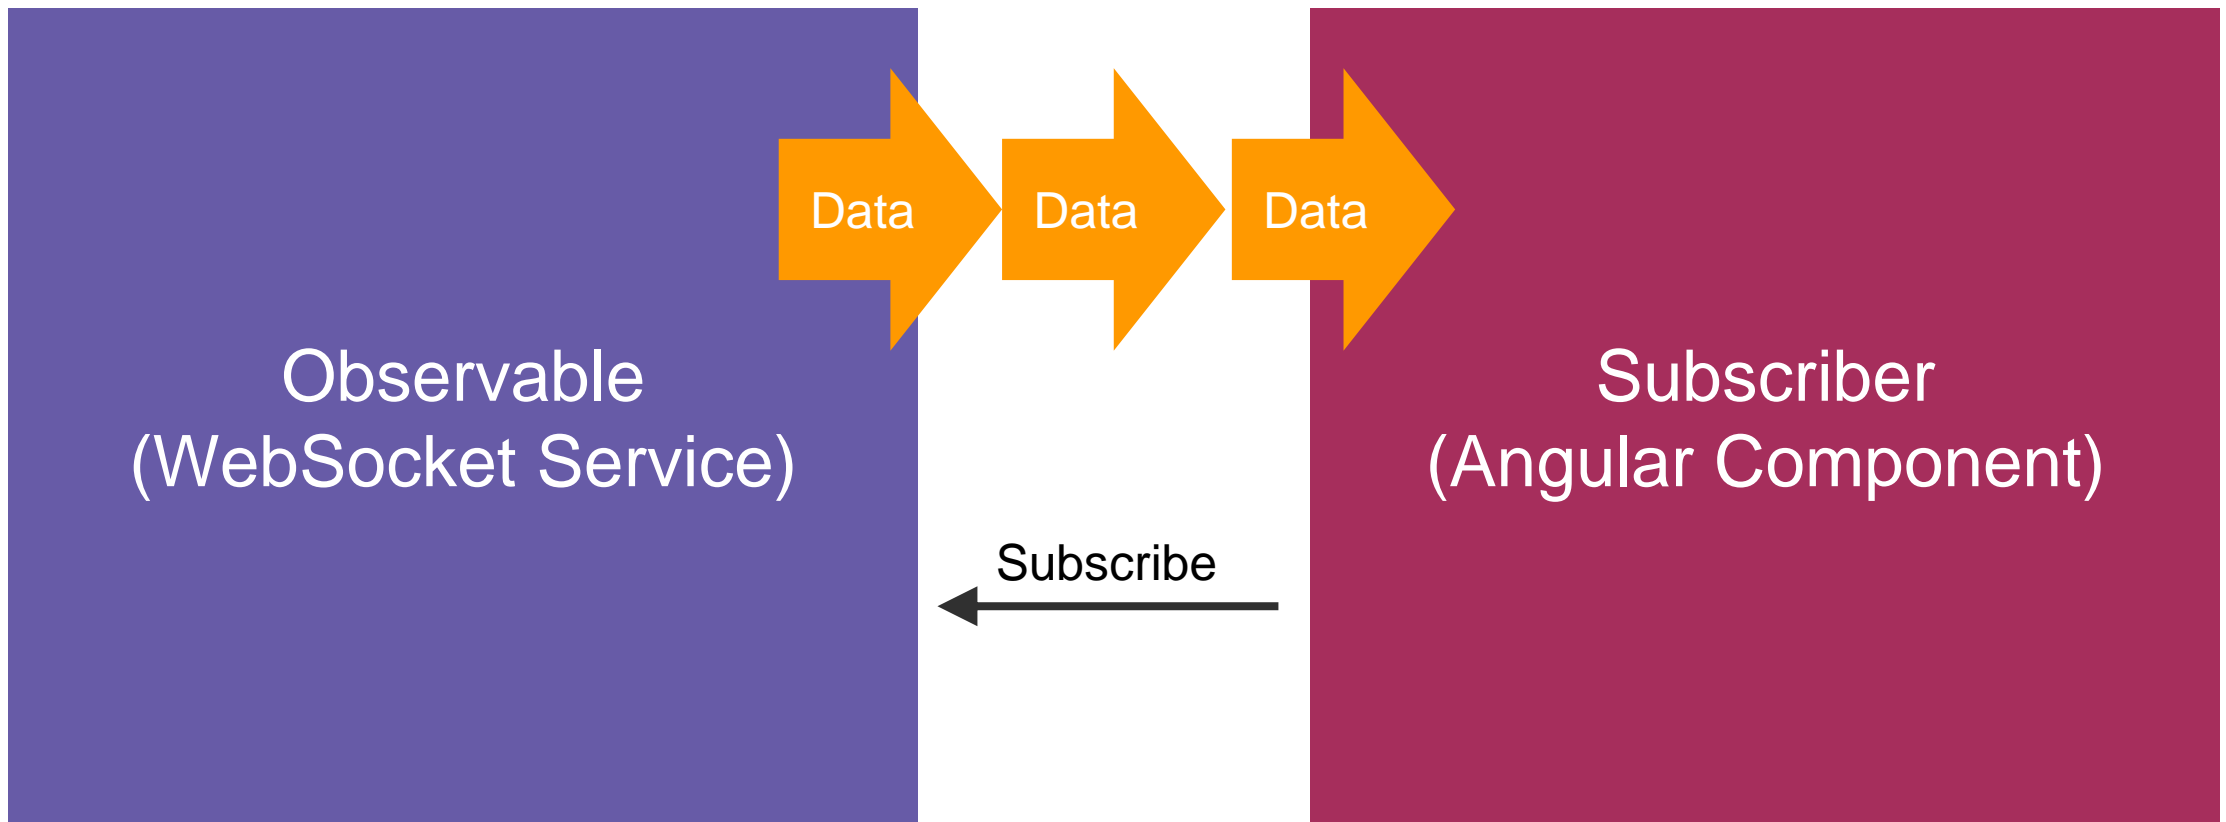 Data
Data
Data
Observable
(WebSocket Service)
Subscriber
(Angular Component)
Subscribe